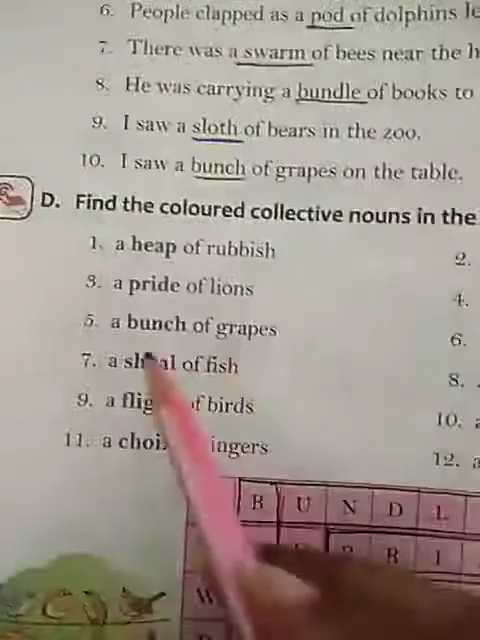 6. People clapped as a pod of dolphins le
7. There was a swarm of bees near the h
8. He was carrying a bundle of books to
9. I saw a sloth of bears in the zoo.
10. I saw a bunch of grapes on the table.
D. Find the coloured collective nouns in the
1. a heap of rubbish
2.
3. a pride of lions
4.
5. a bunch of grapes
6.
7. a sh al of fish
8.
9. a flig of birds
10. a
11. a choi ingers
12. a
B U N D L
R I
W